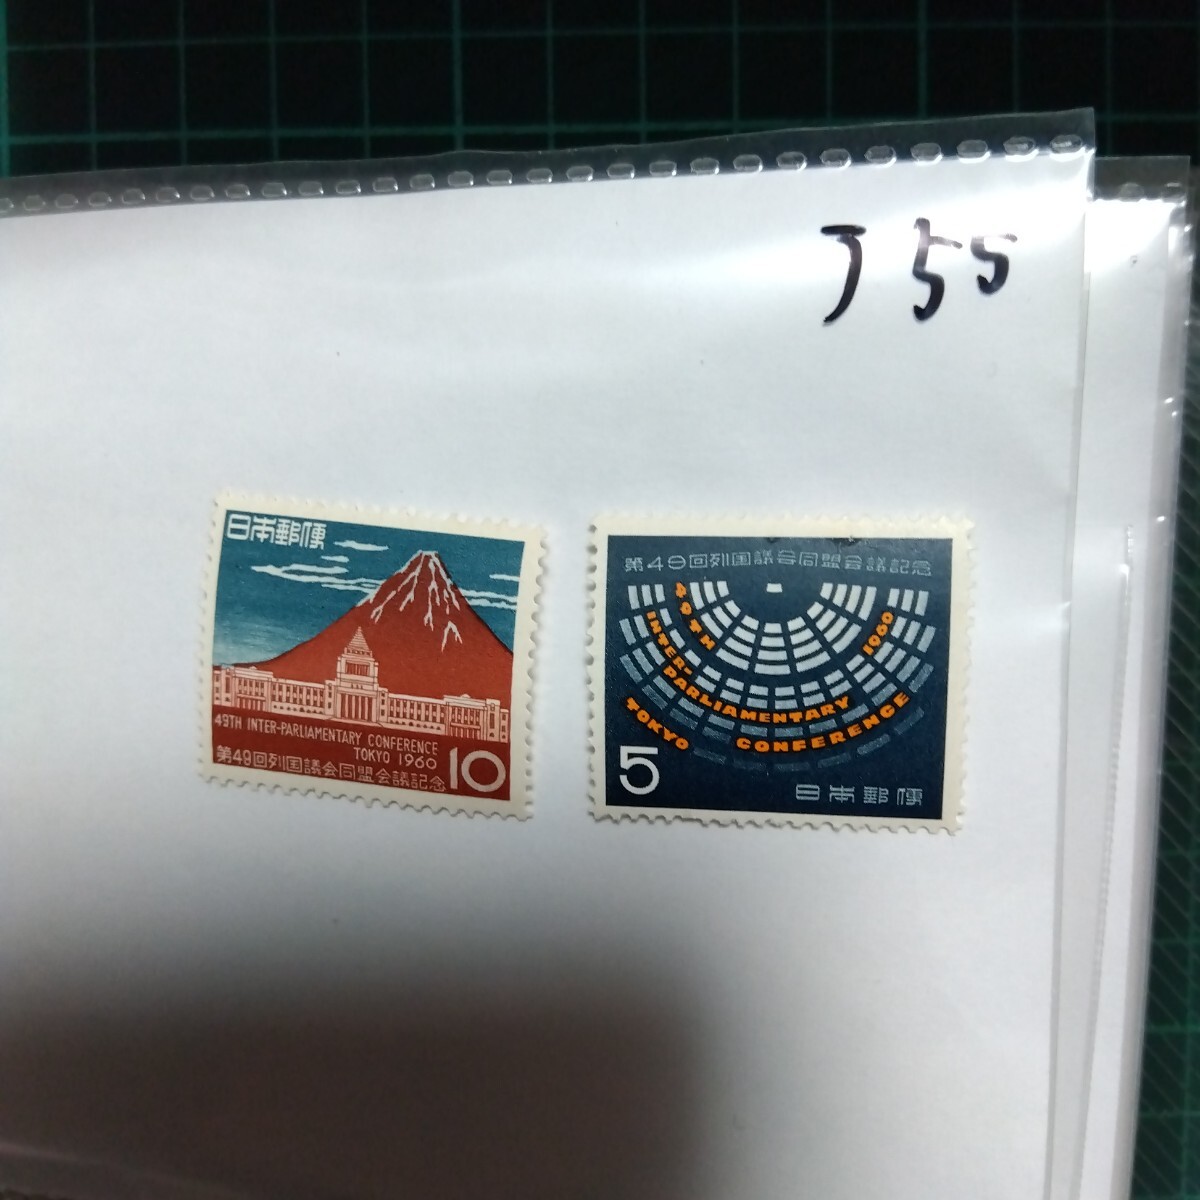 J 55
日本郵便
49TH INTER-PARLIAMENTARY CONFERENCE
TOKYO 1960
第49回列国議会同盟会議記念
10
第49回列国議会同盟会議記念
49TH
INTER-PARLIAMENTARY
CONFERENCE
TOKYO
1960
5
日本郵便